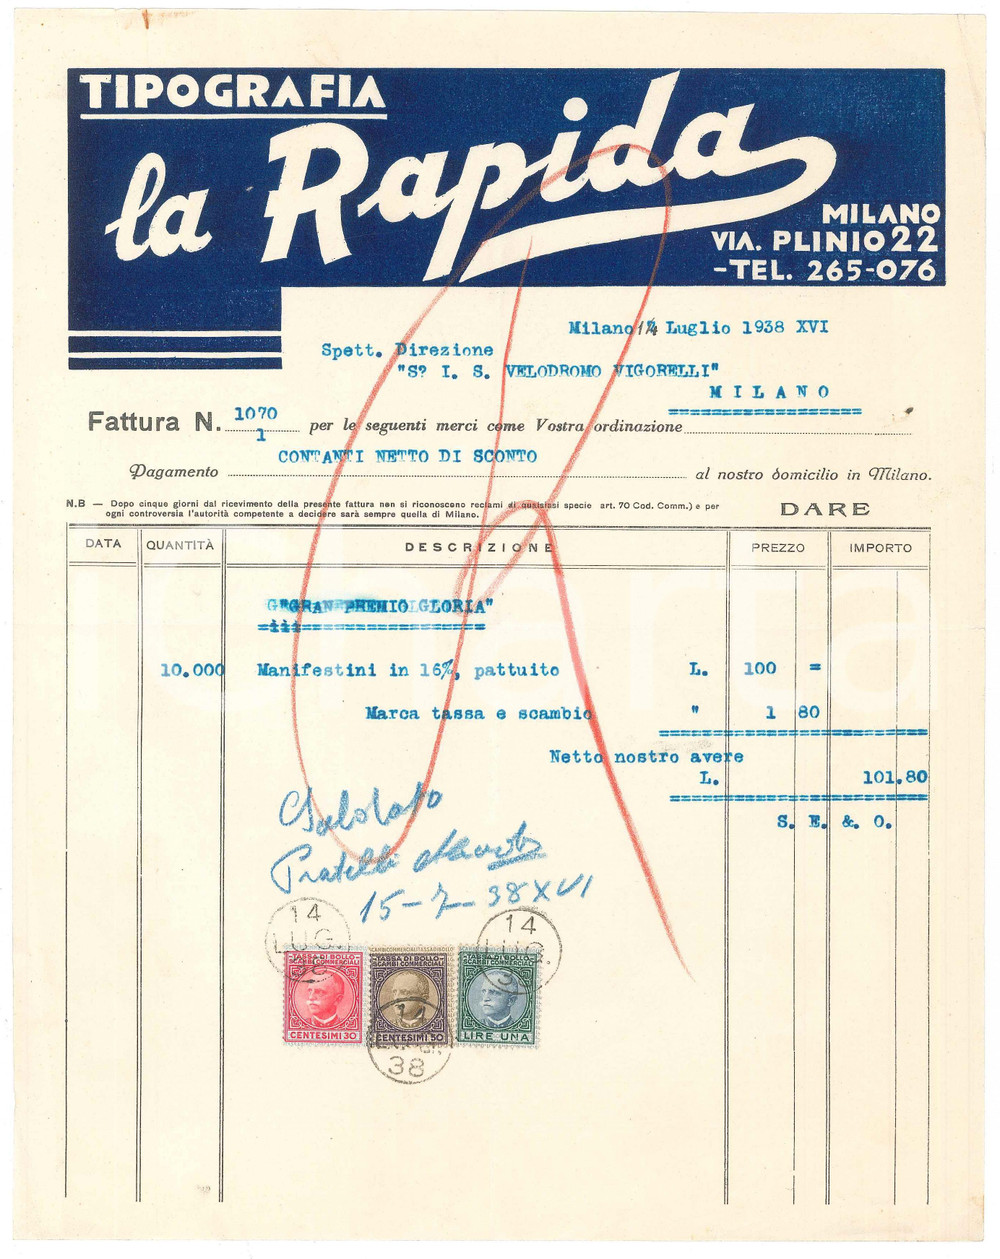 TIPOGRAFIA
la Rapida
MILANO
VIA. PLINIO 22
-TEL. 265-076
Milano 14 Luglio 1938 XVI
Spett. Direzione
"S? I. S. VELODROMO VIGORELLI"
MILANO
Fattura N. 1070 per le seguenti merci come Vostra ordinazione
1
CONTANTI NETTO DI SCONTO
Pagamento al nostro domicilio in Milano.
N.B — Dopo cinque giorni dal ricevimento della presente fattura non si riconoscono reclami di qualsiasi specie art. 70 Cod. Comm.) e per
ogni controversia l'autorità competente a decidere sarà sempre quella di Milano.
DARE
DATA QUANTITÀ DESCRIZIONE PREZZO IMPORTO
"GRAN PREMIO GLORIA"
10.000 Manifestini in 16%, pattuito L. 100 =
Marca tassa e scambio " 1 80
Netto nostro avere
L. 101.80
S. E. &. O.
Saldato
Fratelli
15-7-38 XVI
14 LUG. 38
14 LUG. 38
TASSA DI BOLLO SCAMBI COMMERCIALI
TASSA DI BOLLO SCAMBI COMMERCIALI
TASSA DI BOLLO SCAMBI COMMERCIALI
CENTESIMI 30
CENTESIMI 50
LIRE UNA
38